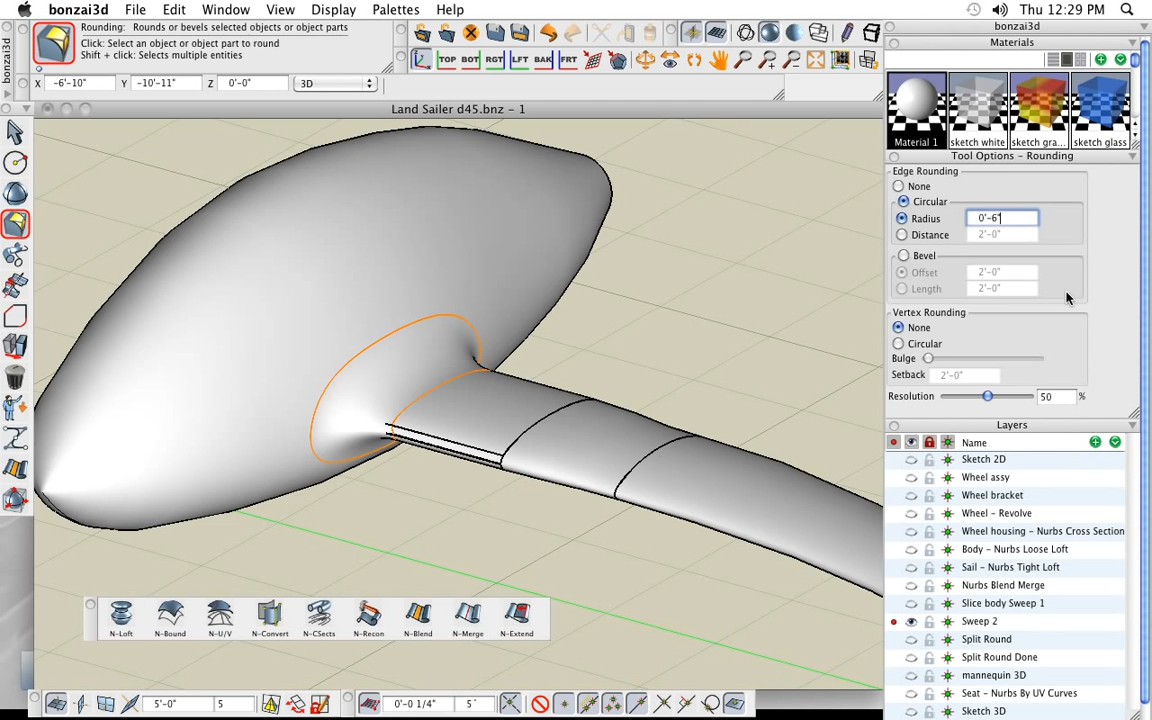 bonzai3d File Edit Window View Display Palettes Help Thu 12:29 PM
bonzai3d
Rounding: Rounds or bevels selected objects or object parts
Click: Select an object or object part to round
Shift + click: Selects multiple entities
bonzai3d
Materials
TOP BOT RGT LFT BAK FRT
X -6'-10" Y -10'-11" Z 0'-0" 3D
Land Sailer d45.bnz - 1
Material 1 sketch white sketch gra... sketch glass
Tool Options - Rounding
Edge Rounding
None
Circular
Radius 0'-6"
Distance 2'-0"
Bevel
Offset 2'-0"
Length 2'-0"
Vertex Rounding
None
Circular
Bulge
Setback 2'-0"
Resolution 50 %
Layers
Name
Sketch 2D
Wheel assy
Wheel bracket
Wheel - Revolve
Wheel housing - Nurbs Cross Section
Body - Nurbs Loose Loft
Sail - Nurbs Tight Loft
Nurbs Blend Merge
Slice body Sweep 1
Sweep 2
Split Round
Split Round Done
mannequin 3D
Seat - Nurbs By UV Curves
Sketch 3D
N-Loft N-Bound N-U/V N-Convert N-CSects N-Recon N-Blend N-Merge N-Extend
5'-0" 5 0'-0 1/4" 5°